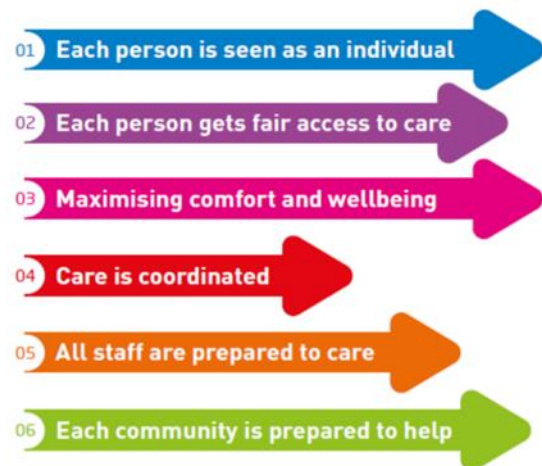 01 Each person is seen as an individual
02 Each person gets fair access to care
03 Maximising comfort and wellbeing
04 Care is coordinated
05 All staff are prepared to care
06 Each community is prepared to help